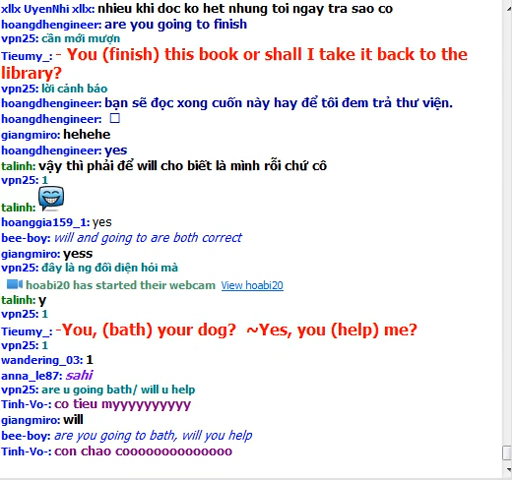 xllx UyenNhi xllx: nhieu khi doc ko het nhung toi ngay tra sao co
hoangdhengineer: are you going to finish
vpn25: cần mới mượn
Tieumy_: - You (finish) this book or shall I take it back to the
library?
vpn25: lời cảnh báo
hoangdhengineer: bạn sẽ đọc xong cuốn này hay để tôi đem trả thư viện.
hoangdhengineer:
giangmiro: hehehe
hoangdhengineer: yes
talinh: vậy thì phải để will cho biết là mình rỗi chứ cô
vpn25: 1
talinh:
hoanggia159_1: yes
bee-boy: will and going to are both correct
giangmiro: yess
vpn25: đây là ng đối diện hỏi mà
hoabi20 has started their webcam View hoabi20
talinh: y
vpn25: 1
Tieumy_: -You, (bath) your dog? ~Yes, you (help) me?
vpn25: 1
wandering_03: 1
anna_le87: sahi
vpn25: are u going bath/ will u help
Tinh-Vo-: co tieu myyyyyyyyyy
giangmiro: will
bee-boy: are you going to bath, will you help
Tinh-Vo-: con chao coooooooooooooo